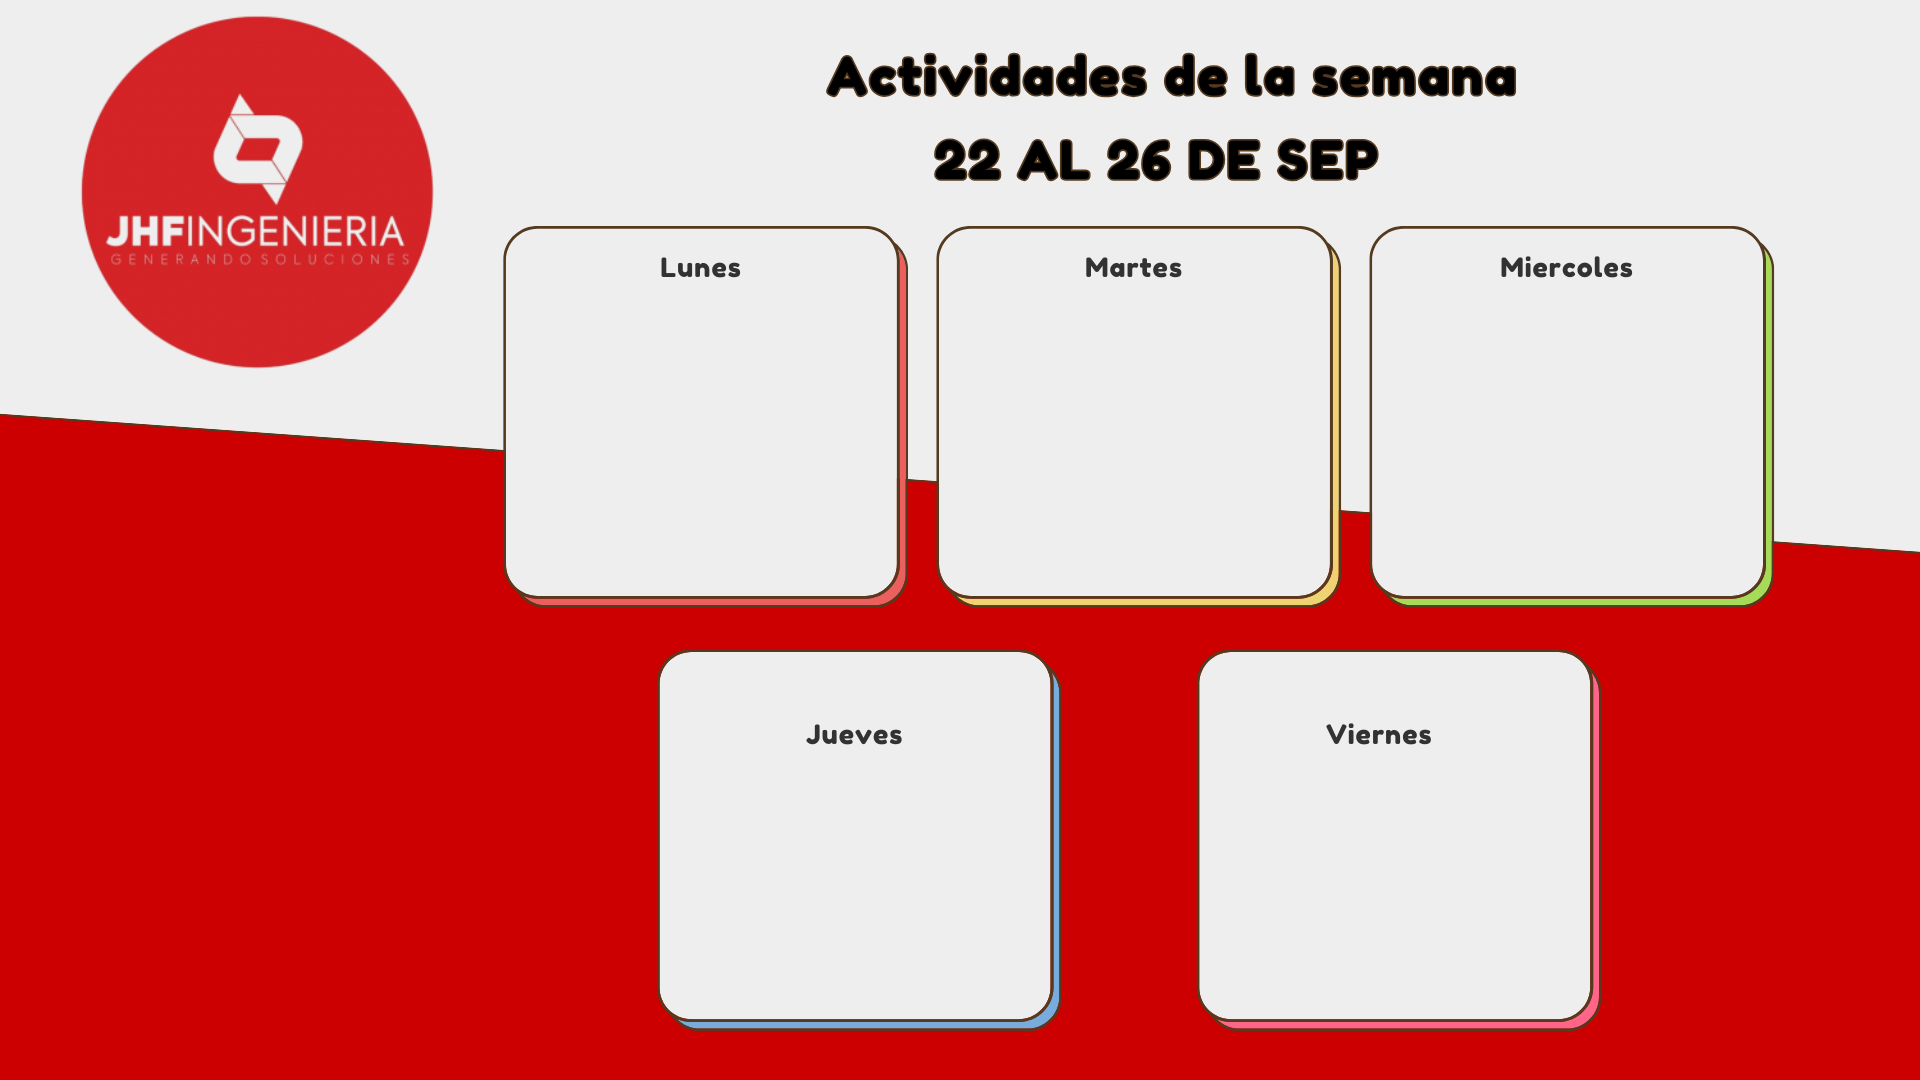 JHFINGENIERIA
GENERANDO SOLUCIONES
Actividades de la semana
22 AL 26 DE SEP
Lunes
Martes
Miercoles
Jueves
Viernes